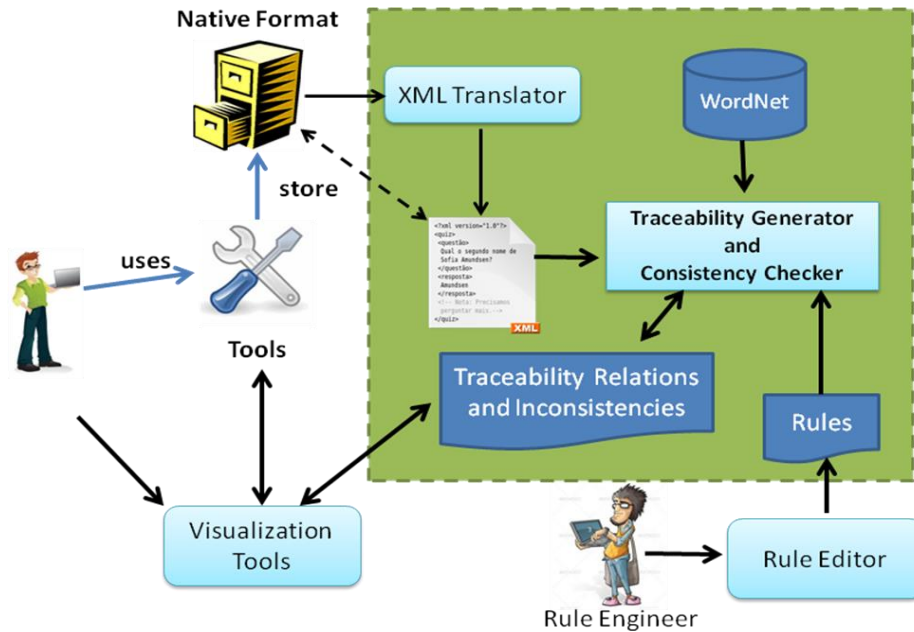 Native Format
XML Translator
WordNet
store
<?xml version="1.0"?>
<quiz>
<questão>
Qual o segundo nome de
Sofia Amundsen?
</questão>
<resposta>
Amundsen
</resposta>
<!-- Nota: Precisamos
perguntar mais.-->
</quiz>
XML
Traceability Generator
and
Consistency Checker
uses
Tools
Traceability Relations
and Inconsistencies
Rules
Visualization
Tools
Rule Editor
Rule Engineer